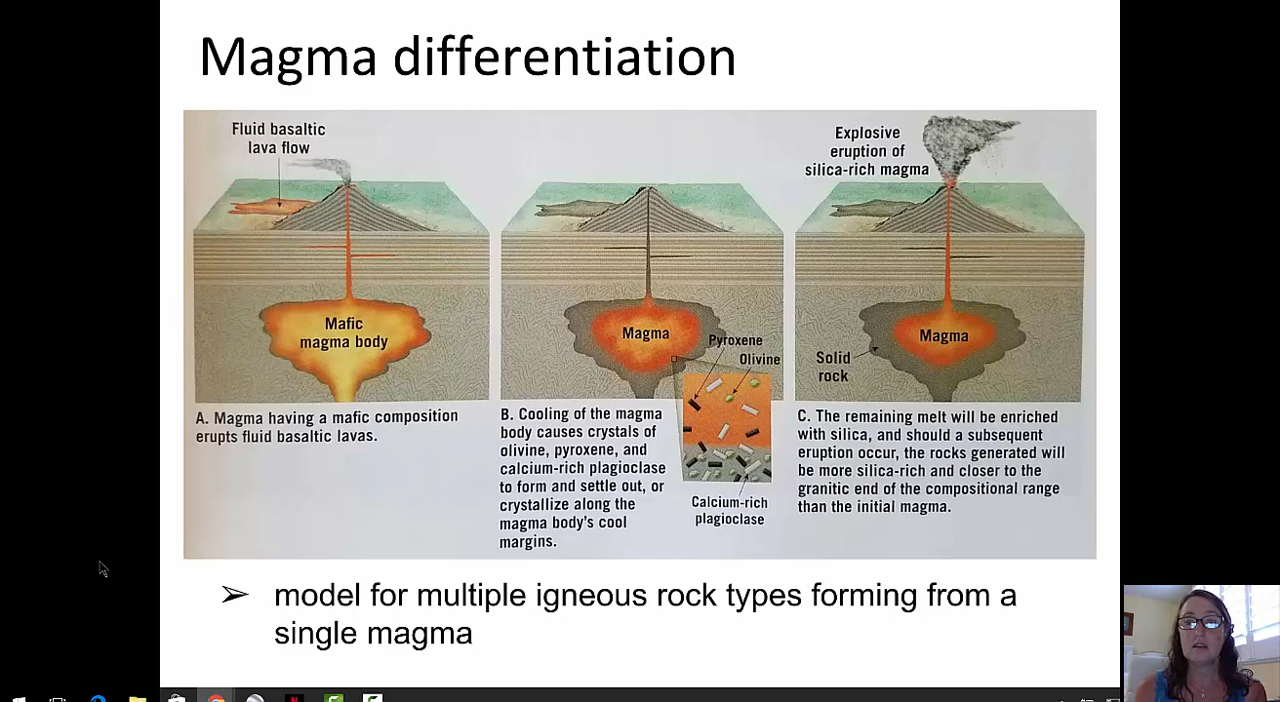 Magma differentiation
Fluid basaltic
lava flow
Mafic
magma body
A. Magma having a mafic composition
erupts fluid basaltic lavas.
Magma
Pyroxene
Olivine
B. Cooling of the magma
body causes crystals of
olivine, pyroxene, and
calcium-rich plagioclase
to form and settle out, or
crystallize along the
magma body's cool
margins.
Calcium-rich
plagioclase
Explosive
eruption of
silica-rich magma
Magma
Solid
rock
C. The remaining melt will be enriched
with silica, and should a subsequent
eruption occur, the rocks generated will
be more silica-rich and closer to the
granitic end of the compositional range
than the initial magma.
➢ model for multiple igneous rock types forming from a
single magma